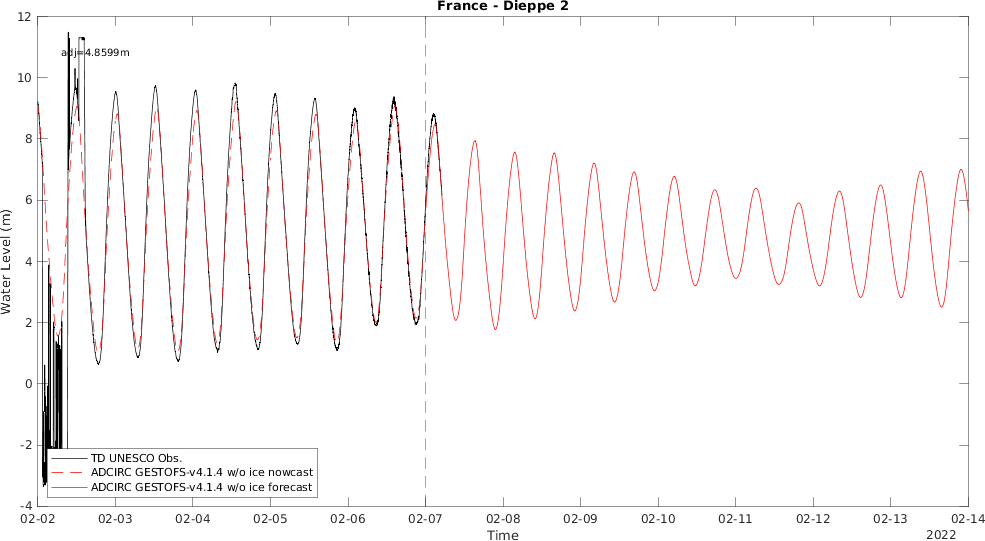 France - Dieppe 2
12
10
8
6
4
2
0
-2
-4
Water Level (m)
adj=4.8599m
TD UNESCO Obs.
ADCIRC GESTOFS-v4.1.4 w/o ice nowcast
ADCIRC GESTOFS-v4.1.4 w/o ice forecast
02-02 02-03 02-04 02-05 02-06 02-07 02-08 02-09 02-10 02-11 02-12 02-13 02-14
Time
2022